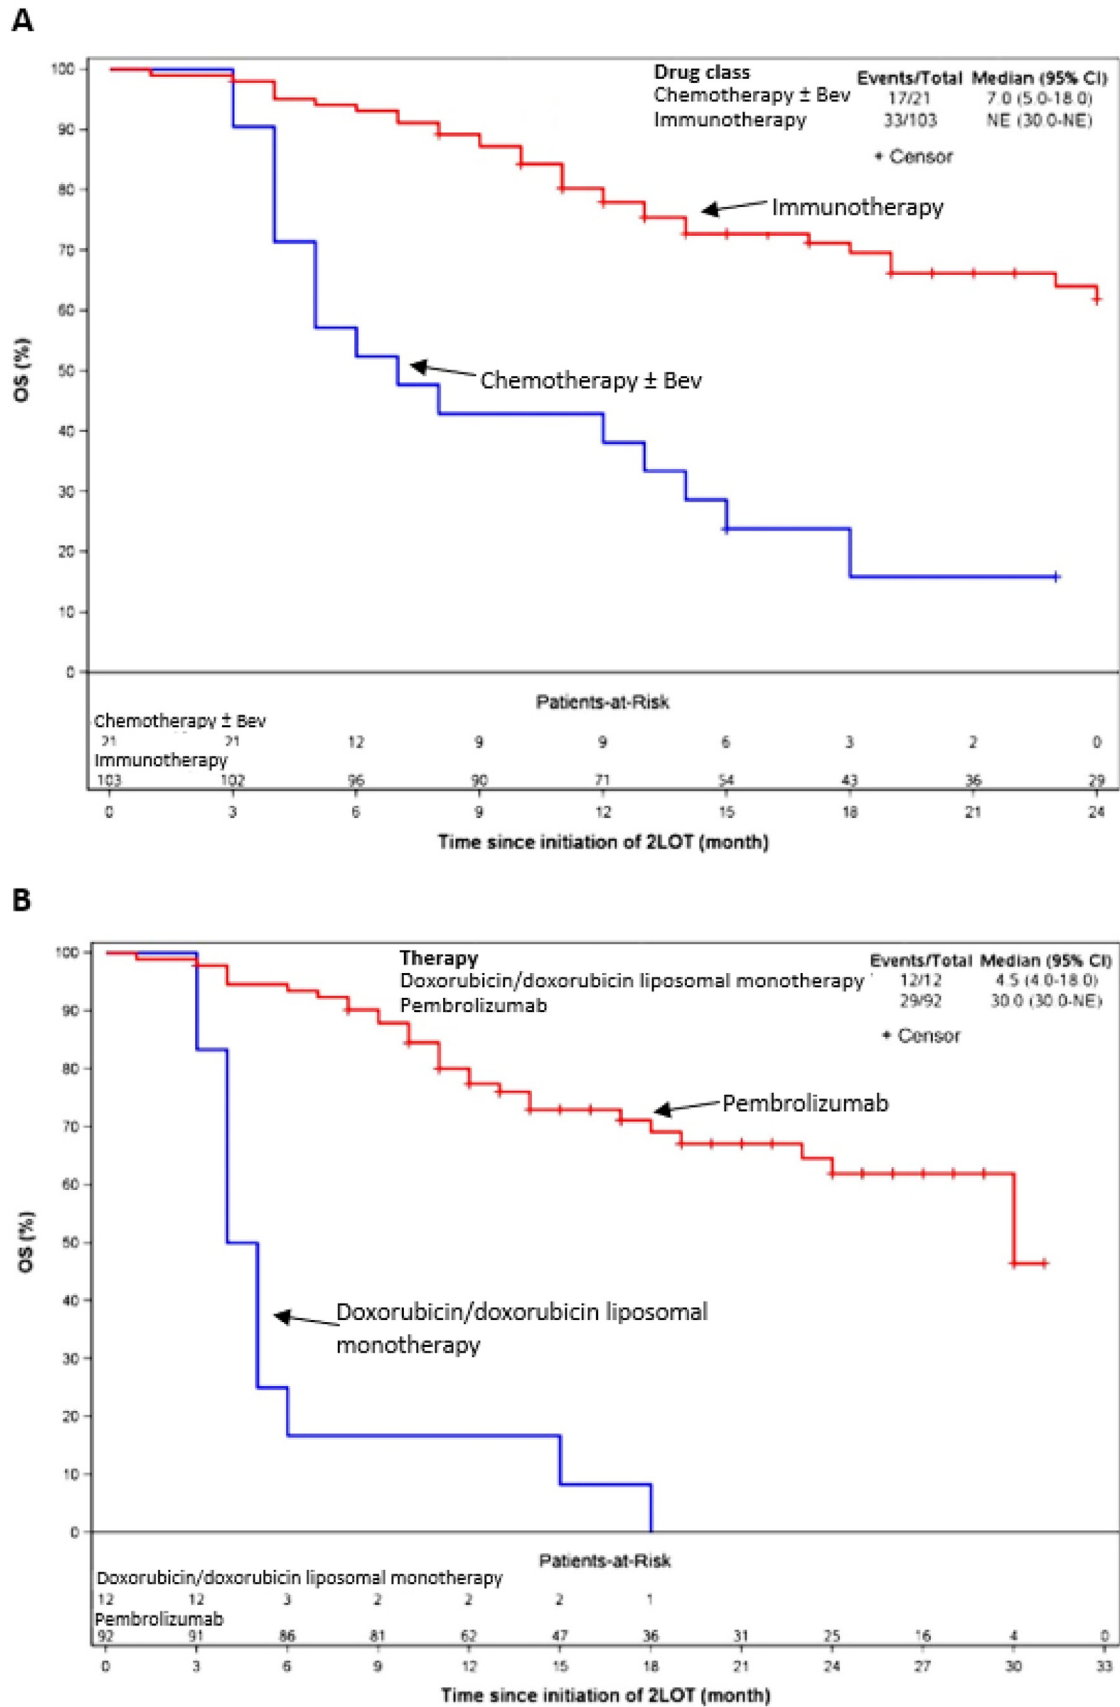 A
Drug class Events/Total Median (95% CI)
Chemotherapy ± Bev 17/21 7.0 (5.0-18.0)
Immunotherapy 33/103 NE (30.0-NE)
+ Censor
Immunotherapy
Chemotherapy ± Bev
OS (%)
100
90
80
70
60
50
40
30
20
10
0
Patients-at-Risk
Chemotherapy ± Bev
21 21 12 9 9 6 3 2 0
Immunotherapy
103 102 96 90 71 54 43 36 29
0 3 6 9 12 15 18 21 24
Time since initiation of 2LOT (month)
B
Therapy Events/Total Median (95% CI)
Doxorubicin/doxorubicin liposomal monotherapy 12/12 4.5 (4.0-18.0)
Pembrolizumab 29/92 30.0 (30.0-NE)
+ Censor
Pembrolizumab
Doxorubicin/doxorubicin liposomal
monotherapy
OS (%)
100
90
80
70
60
50
40
30
20
10
0
Patients-at-Risk
Doxorubicin/doxorubicin liposomal monotherapy
12 12 3 2 2 2 1
Pembrolizumab
92 91 86 81 62 47 36 31 25 16 4 0
0 3 6 9 12 15 18 21 24 27 30 33
Time since initiation of 2LOT (month)